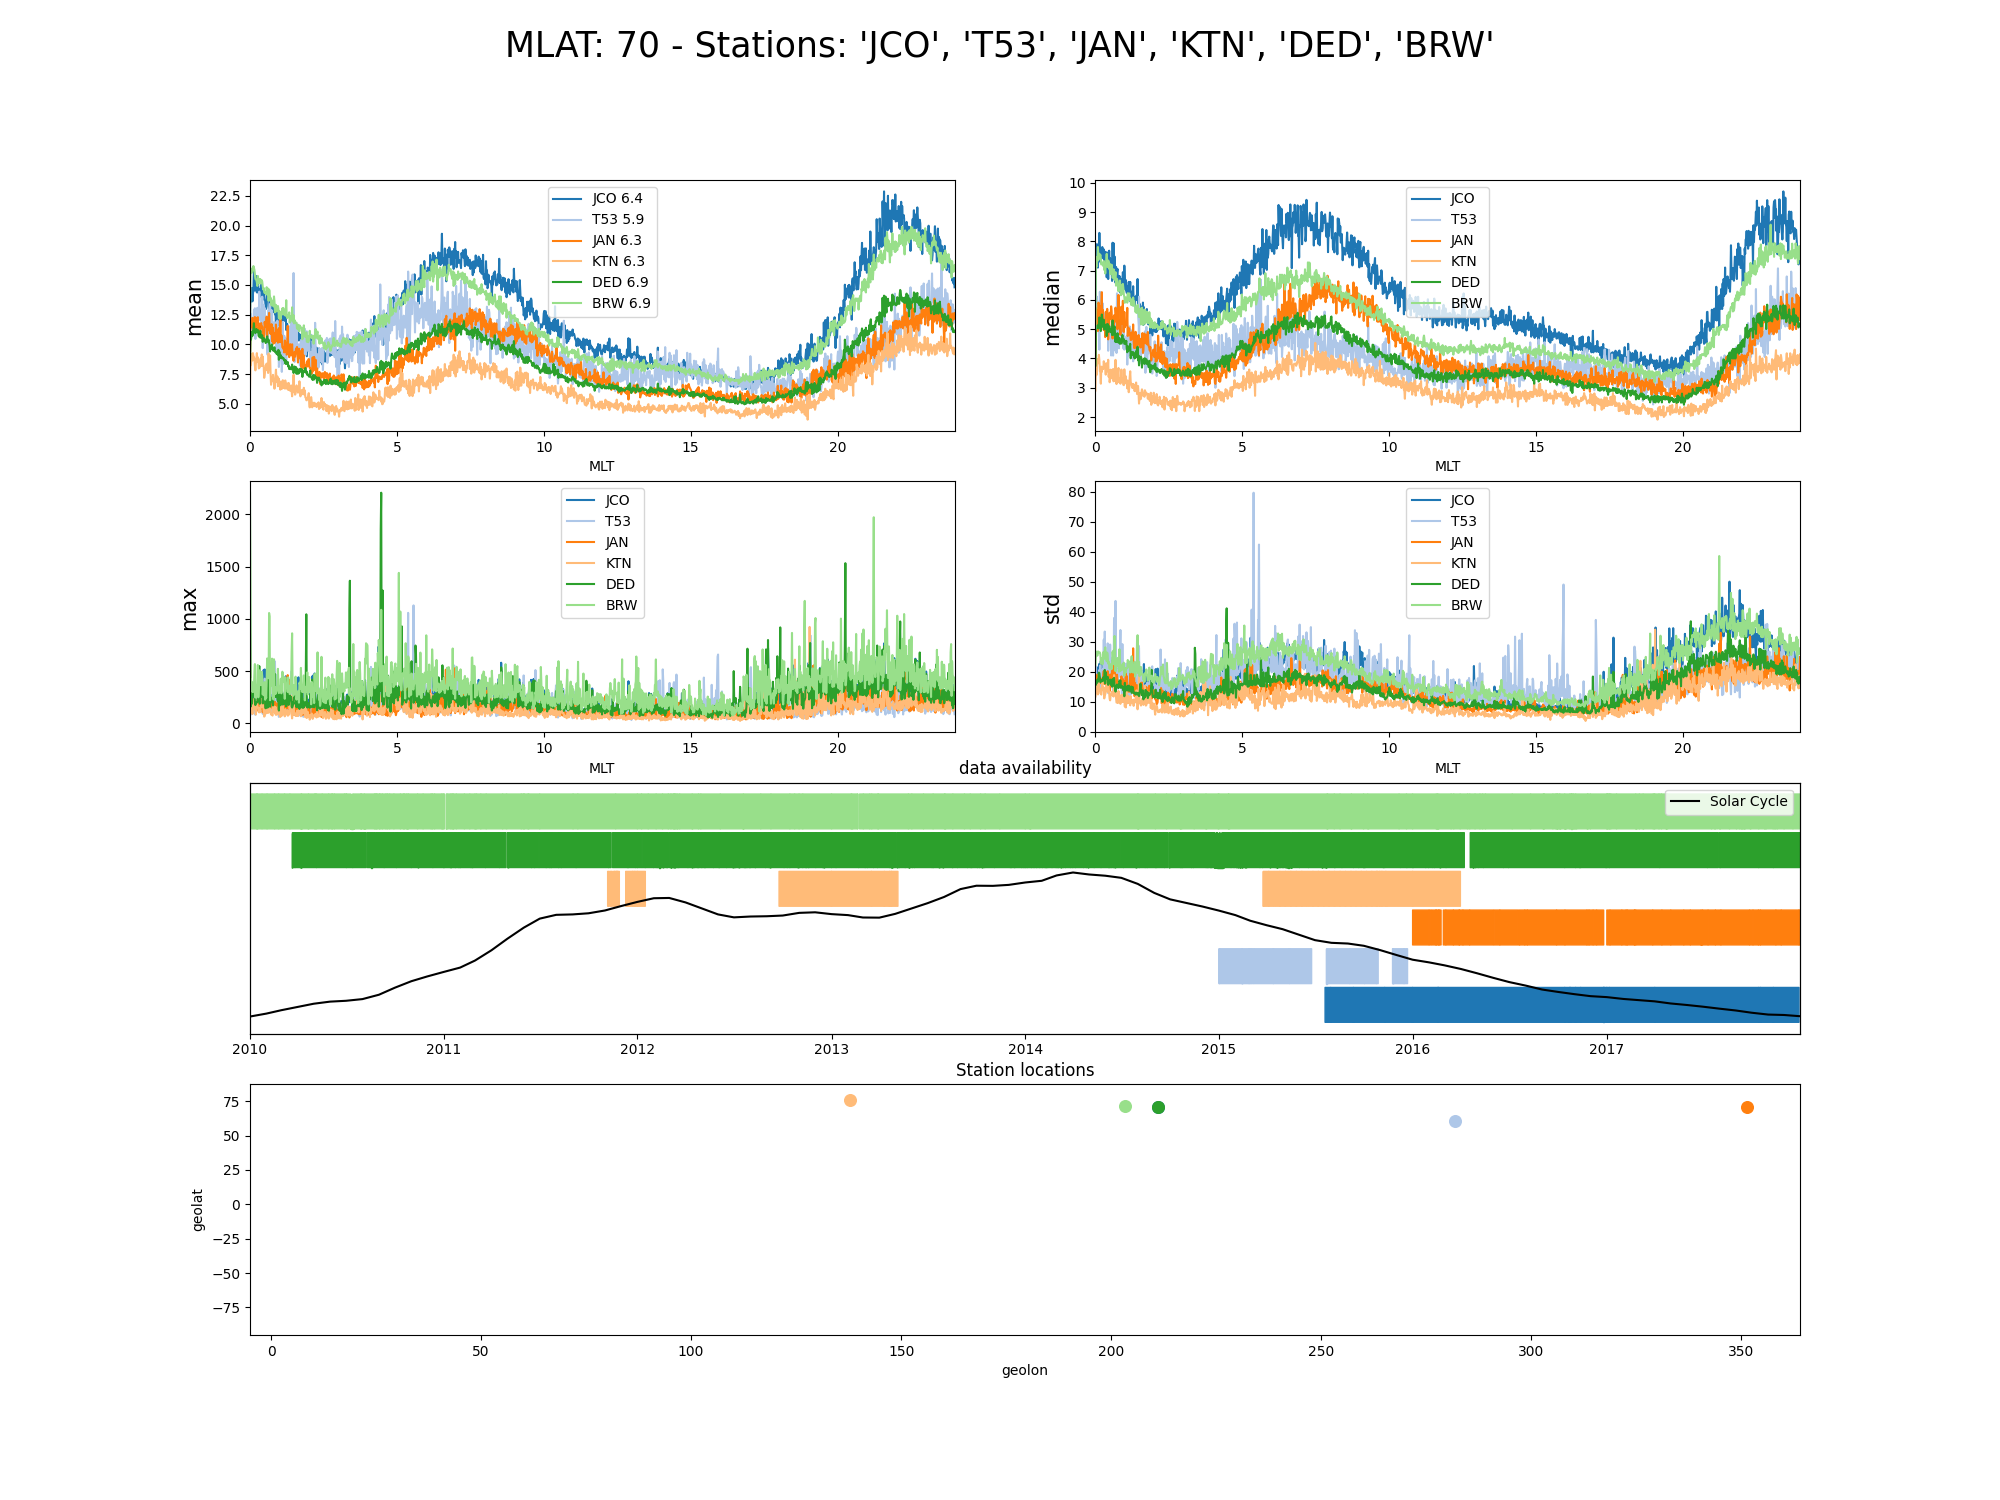 MLAT: 70 - Stations: 'JCO', 'T53', 'JAN', 'KTN', 'DED', 'BRW'
mean
22.5
20.0
17.5
15.0
12.5
10.0
7.5
5.0
JCO 6.4
T53 5.9
JAN 6.3
KTN 6.3
DED 6.9
BRW 6.9
0 5 10 15 20
MLT
median
10
9
8
7
6
5
4
3
2
JCO
T53
JAN
KTN
DED
BRW
0 5 10 15 20
MLT
max
2000
1500
1000
500
0
JCO
T53
JAN
KTN
DED
BRW
0 5 10 15 20
MLT
std
80
70
60
50
40
30
20
10
0
JCO
T53
JAN
KTN
DED
BRW
0 5 10 15 20
MLT
data availability
Solar Cycle
2010 2011 2012 2013 2014 2015 2016 2017
Station locations
geolat
75
50
25
0
−25
−50
−75
0 50 100 150 200 250 300 350
geolon